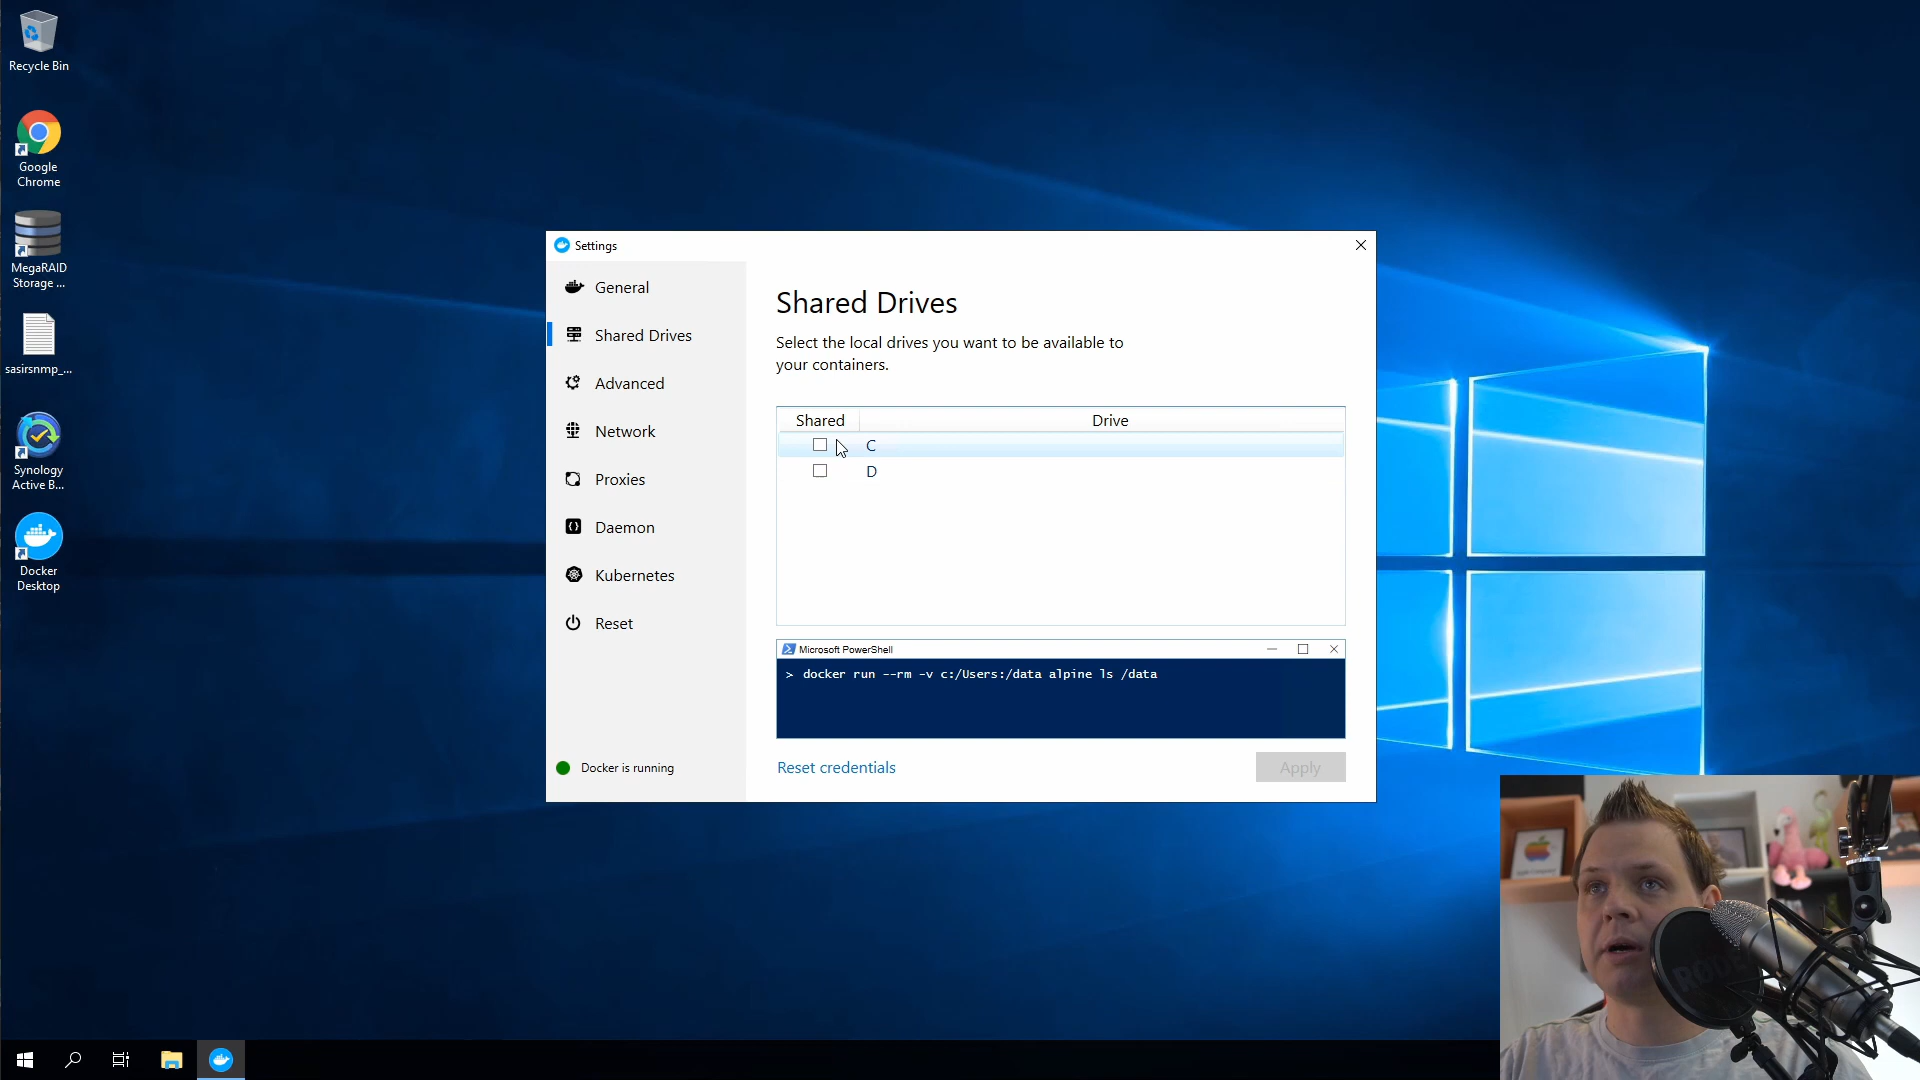 Recycle Bin
Google
Chrome
MegaRAID
Storage ...
sasirsnmp_...
Synology
Active B...
Docker
Desktop
Settings
General
Shared Drives
Advanced
Network
Proxies
Daemon
Kubernetes
Reset
Docker is running
Shared Drives
Select the local drives you want to be available to
your containers.
Shared Drive
C
D
Microsoft PowerShell
> docker run --rm -v c:/Users:/data alpine ls /data
Reset credentials
Apply